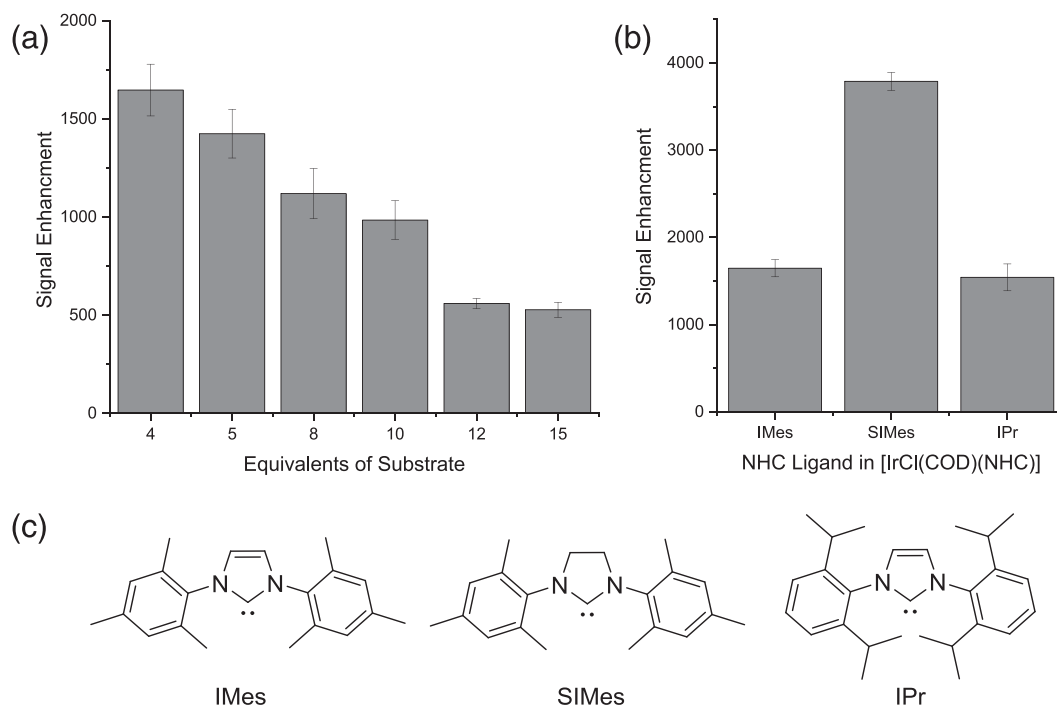 (a)
2000
1500
1000
500
0
Signal Enhancment
4 5 8 10 12 15
Equivalents of Substrate
(b)
4000
3000
2000
1000
0
Signal Enhancment
IMes SIMes IPr
NHC Ligand in [IrCl(COD)(NHC)]
(c)
N N
N N
N N
IMes
SIMes
IPr